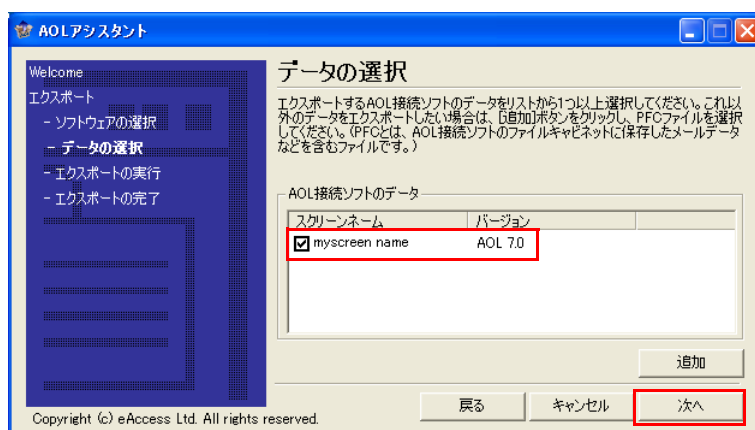 AOLアシスタント
Welcome
エクスポート
- ソフトウェアの選択
- データの選択
- エクスポートの実行
- エクスポートの完了
Copyright (c) eAccess Ltd. All rights reserved.
データの選択
エクスポートするAOL接続ソフトのデータをリストから1つ以上選択してください。これ以
外のデータをエクスポートしたい場合は、[追加]ボタンをクリックし、PFCファイルを選択
してください。(PFCとは、AOL接続ソフトのファイルキャビネットに保存したメールデータ
などを含むファイルです。)
AOL接続ソフトのデータ
スクリーンネーム バージョン
myscreen name AOL 7.0
追加
戻る キャンセル 次へ